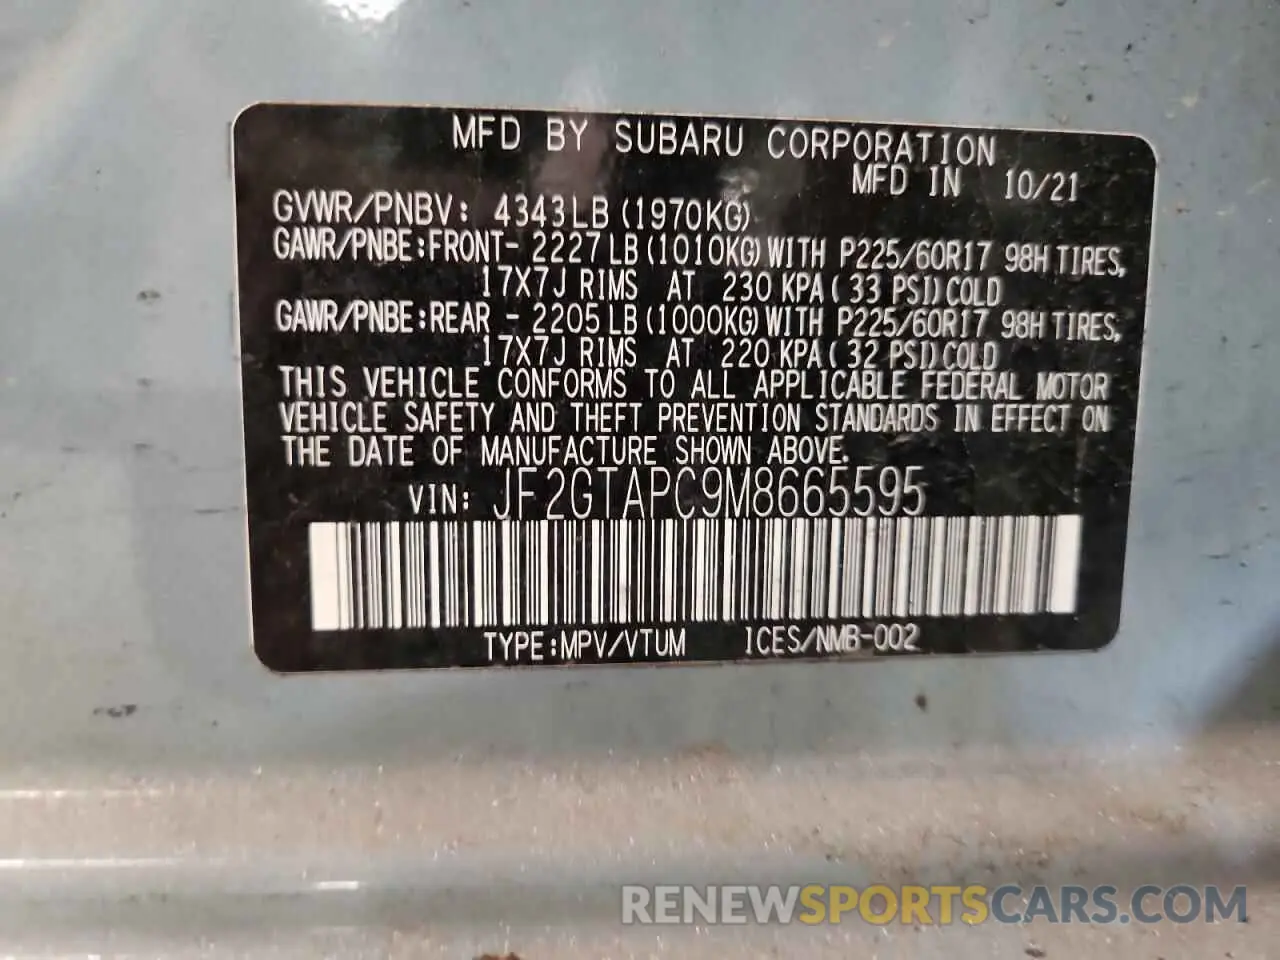 MFD BY SUBARU CORPORATION
MFD IN 10/21
GVWR/PNBV: 4343LB (1970KG)
GAWR/PNBE:FRONT- 2227LB (1010KG) WITH P225/60R17 98H TIRES,
17X7J RIMS AT 230 KPA( 33 PSI)COLD
GAWR/PNBE:REAR - 2205LB (1000KG) WITH P225/60R17 98H TIRES,
17X7J RIMS AT 220 KPA( 32 PSI)COLD
THIS VEHICLE CONFORMS TO ALL APPLICABLE FEDERAL MOTOR
VEHICLE SAFETY AND THEFT PREVENTION STANDARDS IN EFFECT ON
THE DATE OF MANUFACTURE SHOWN ABOVE.
VIN: JF2GTAPC9M8665595
TYPE:MPV/VTUM ICES/NMB-002
RENEWSPORTSCARS.COM